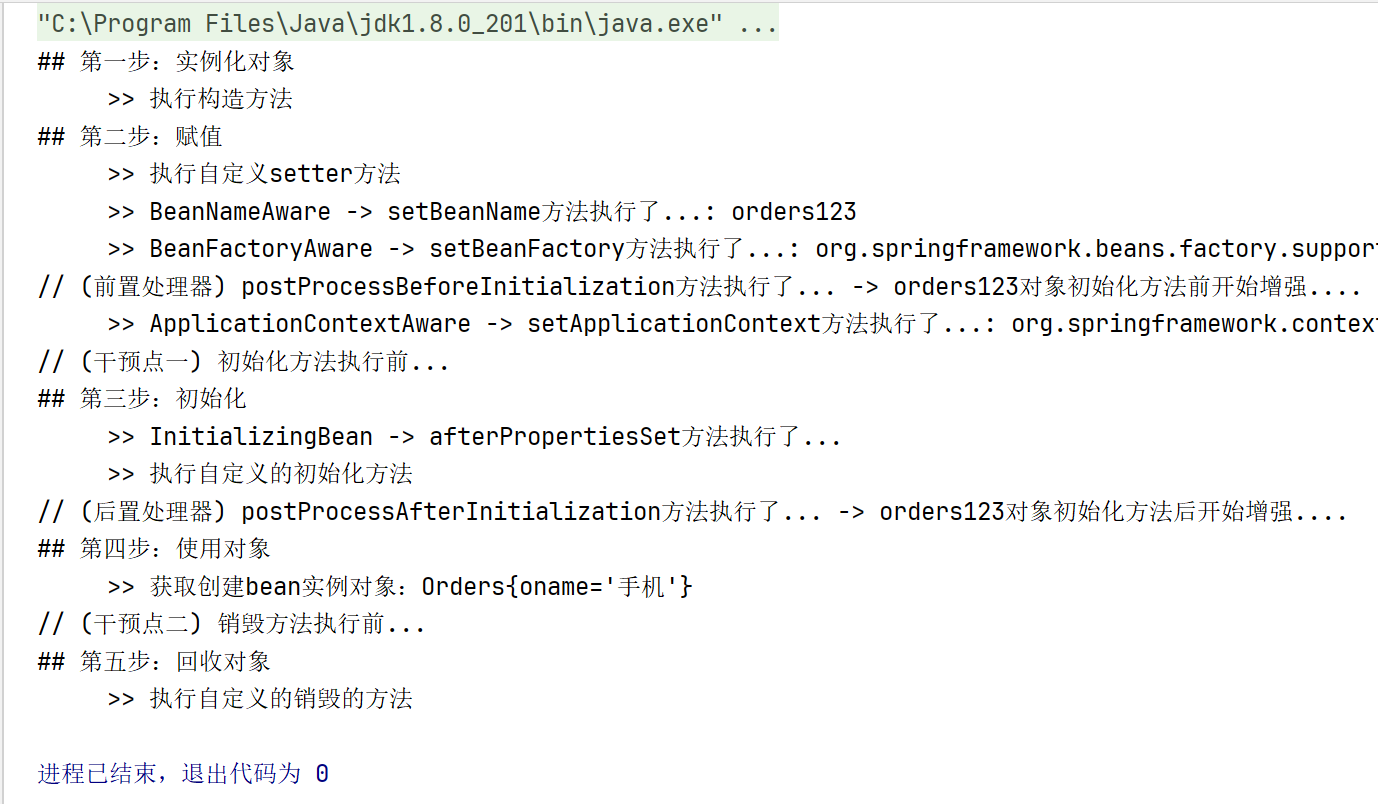 "C:\Program Files\Java\jdk1.8.0_201\bin\java.exe" ...
## 第一步：实例化对象
>> 执行构造方法
## 第二步：赋值
>> 执行自定义setter方法
>> BeanNameAware -> setBeanName方法执行了...: orders123
>> BeanFactoryAware -> setBeanFactory方法执行了...: org.springframework.beans.factory.support
// (前置处理器) postProcessBeforeInitialization方法执行了... -> orders123对象初始化方法前开始增强....
>> ApplicationContextAware -> setApplicationContext方法执行了...: org.springframework.context
// (干预点一) 初始化方法执行前...
## 第三步：初始化
>> InitializingBean -> afterPropertiesSet方法执行了...
>> 执行自定义的初始化方法
// (后置处理器) postProcessAfterInitialization方法执行了... -> orders123对象初始化方法后开始增强....
## 第四步：使用对象
>> 获取创建bean实例对象：Orders{oname='手机'}
// (干预点二) 销毁方法执行前...
## 第五步：回收对象
>> 执行自定义的销毁的方法
进程已结束，退出代码为 0